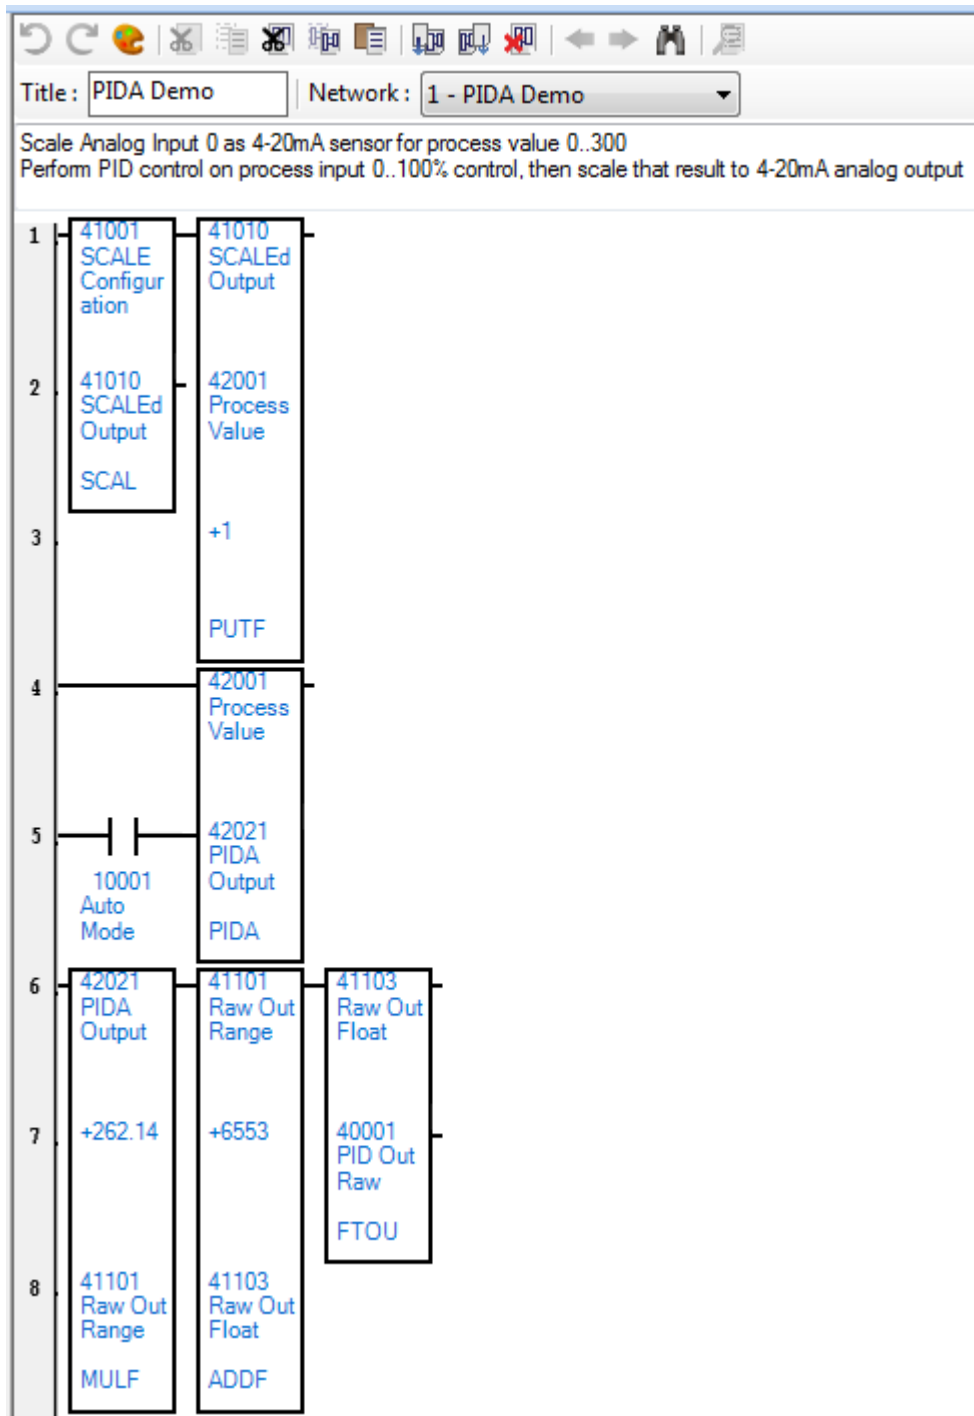 Title : PIDA Demo Network : 1 - PIDA Demo
Scale Analog Input 0 as 4-20mA sensor for process value 0..300
Perform PID control on process input 0..100% control, then scale that result to 4-20mA analog output
1
41001
SCALE
Configur
ation
41010
SCALEd
Output
2
41010
SCALEd
Output
SCAL
42001
Process
Value
3
+1
PUTF
4
42001
Process
Value
5
10001
Auto
Mode
42021
PIDA
Output
PIDA
6
42021
PIDA
Output
41101
Raw Out
Range
41103
Raw Out
Float
7
+262.14
+6553
40001
PID Out
Raw
FTOU
8
41101
Raw Out
Range
MULF
41103
Raw Out
Float
ADDF